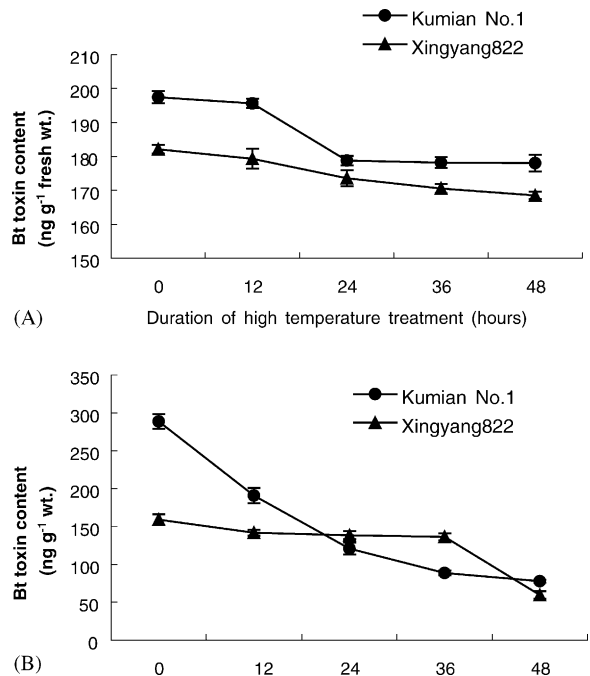 Kumian No.1
Xingyang822
Bt toxin content
(ng g-1 fresh wt.)
210
200
190
180
170
160
150
0 12 24 36 48
(A) Duration of high temperature treatment (hours)
Kumian No.1
Xingyang822
Bt toxin content
(ng g-1 wt.)
350
300
250
200
150
100
50
0
0 12 24 36 48
(B)